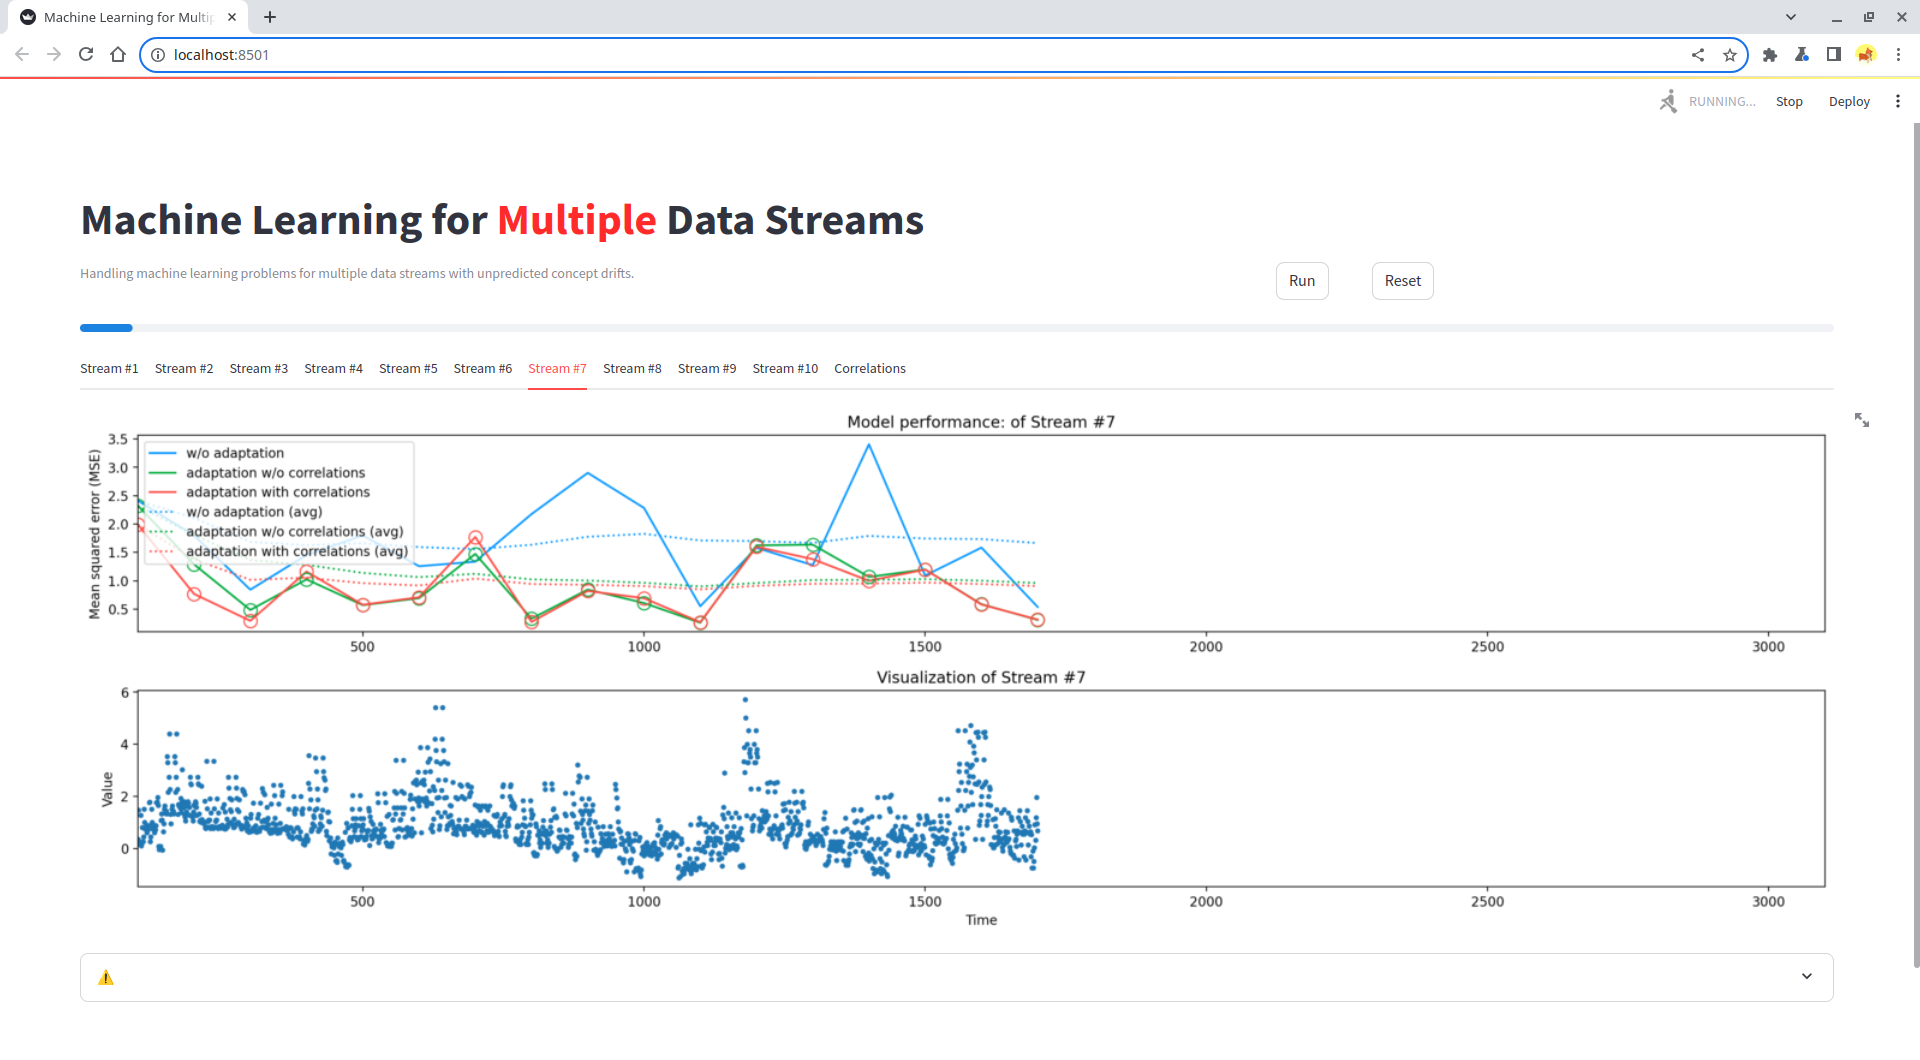 Machine Learning for Multip
localhost:8501
RUNNING... Stop Deploy
Machine Learning for Multiple Data Streams
Handling machine learning problems for multiple data streams with unpredicted concept drifts.
Run Reset
Stream #1 Stream #2 Stream #3 Stream #4 Stream #5 Stream #6 Stream #7 Stream #8 Stream #9 Stream #10 Correlations
Model performance: of Stream #7
Mean squared error (MSE)
3.5
3.0
2.5
2.0
1.5
1.0
0.5
w/o adaptation
adaptation w/o correlations
adaptation with correlations
w/o adaptation (avg)
adaptation w/o correlations (avg)
adaptation with correlations (avg)
500 1000 1500 2000 2500 3000
Visualization of Stream #7
Value
6
4
2
0
500 1000 1500 2000 2500 3000
Time